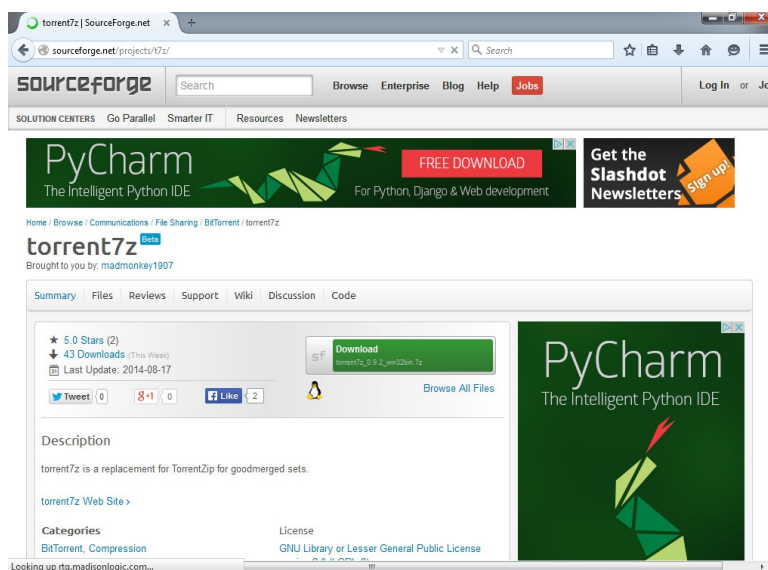 torrent7z | SourceForge.net
sourceforge.net/projects/t7z/
Search
sourceforge
Search
Browse Enterprise Blog Help Jobs
Log In or
SOLUTION CENTERS Go Parallel Smarter IT Resources Newsletters
PyCharm
The Intelligent Python IDE
FREE DOWNLOAD
For Python, Django & Web development
Get the
Slashdot
Newsletters
Sign up!
Home / Browse / Communications / File Sharing / BitTorrent / torrent7z
torrent7z Beta
Brought to you by: madmonkey1907
Summary Files Reviews Support Wiki Discussion Code
5.0 Stars (2)
43 Downloads (This Week)
Last Update: 2014-08-17
Tweet 0 g+1 0 Like 2
sf Download
torrent7z_0.9.2_win32bin.7z
Browse All Files
PyCharm
The Intelligent Python IDE
Description
torrent7z is a replacement for TorrentZip for goodmerged sets.
torrent7z Web Site >
Categories
BitTorrent, Compression
License
GNU Library or Lesser General Public License
Looking up rtg.madisonlogic.com...